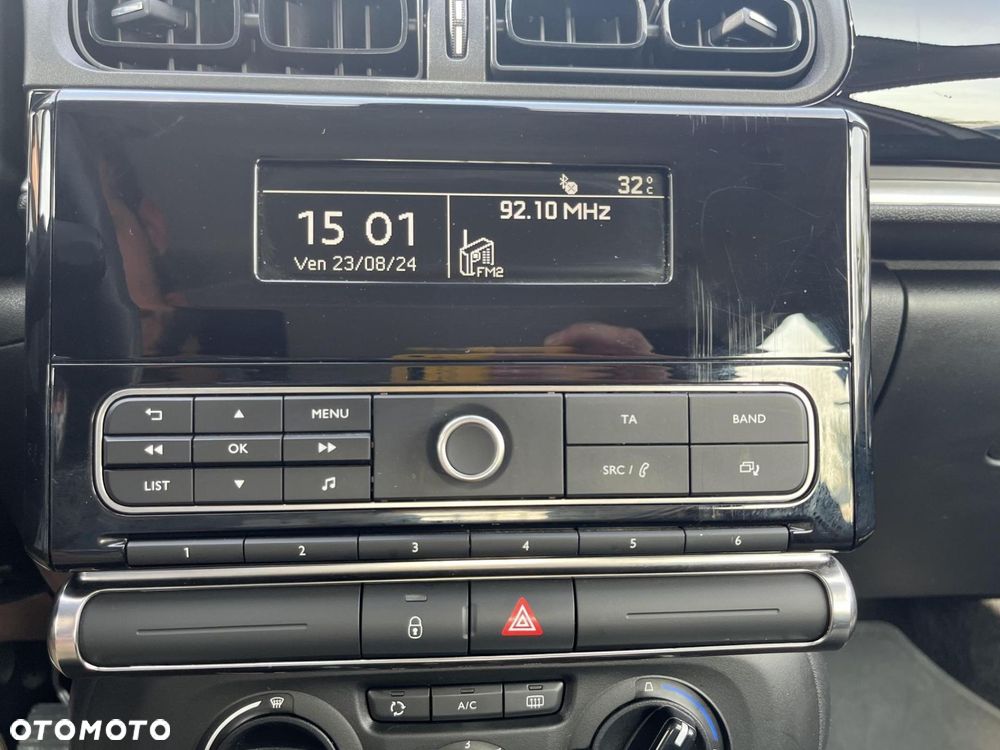 32°C
92.10 MHz
15 01
Ven 23/08/24
FM2
MENU
TA
BAND
OK
LIST
SRC /
1 2 3 4 5 6
A/C
3
OTOMOTO